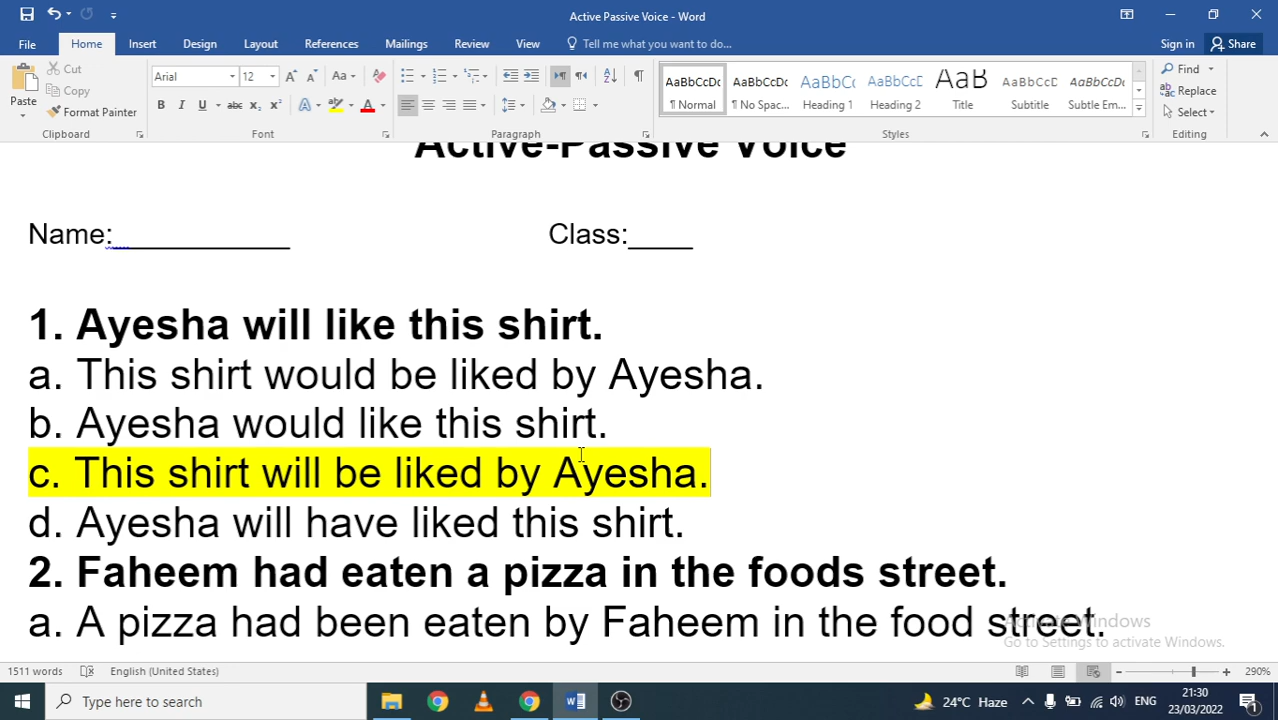 Active Passive Voice - Word
File Home Insert Design Layout References Mailings Review View Tell me what you want to do... Sign in Share
Paste Cut Copy Format Painter
Arial 12
AaBbCcDc AaBbCcDc AaBbCc AaBbCcD AaB AaBbCcD AaBbCcDc
¶ Normal ¶ No Spac... Heading 1 Heading 2 Title Subtitle Subtle Em...
Find Replace Select
Clipboard Font Paragraph Styles Editing
Active-Passive Voice
Name:___________ Class:____
1. Ayesha will like this shirt.
a. This shirt would be liked by Ayesha.
b. Ayesha would like this shirt.
c. This shirt will be liked by Ayesha.
d. Ayesha will have liked this shirt.
2. Faheem had eaten a pizza in the foods street.
a. A pizza had been eaten by Faheem in the food street.
Activate Windows
Go to Settings to activate Windows.
1511 words English (United States) 290%
Type here to search 24°C Haze ENG 21:30
23/03/2022